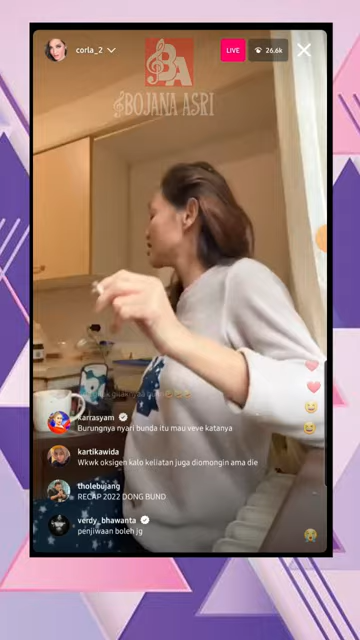 corla_2
LIVE
26.6k
BA
BOJANA ASRI
karrasyam
Burungnya nyari bunda itu mau veve katanya
kartikawida
Wkwk oksigen kalo keliatan juga diomongin ama die
tholebujang
RECAP 2022 DONG BUND
verdy_bhawanta
penjiwaan boleh jg